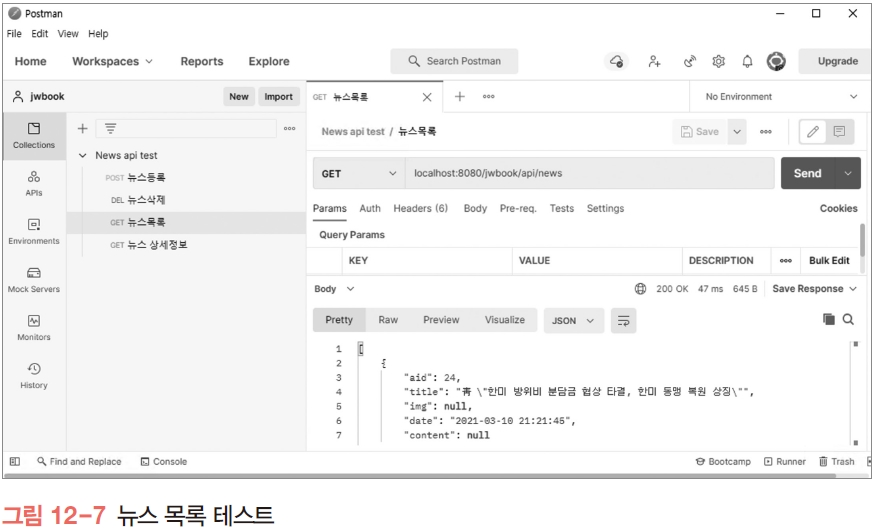 Postman
File Edit View Help
Home Workspaces Reports Explore Search Postman Upgrade
jwbook New Import GET 뉴스목록 No Environment
Collections
APIs
Environments
Mock Servers
Monitors
History
News api test
POST 뉴스등록
DEL 뉴스삭제
GET 뉴스목록
GET 뉴스 상세정보
News api test / 뉴스목록 Save
GET localhost:8080/jwbook/api/news Send
Params Auth Headers (6) Body Pre-req. Tests Settings Cookies
Query Params
KEY VALUE DESCRIPTION Bulk Edit
Body 200 OK 47 ms 645 B Save Response
Pretty Raw Preview Visualize JSON
1 [
2 {
3 "aid": 24,
4 "title": "靑 \"한미 방위비 분담금 협상 타결, 한미 동맹 복원 상징\"",
5 "img": null,
6 "date": "2021-03-10 21:21:45",
7 "content": null
Find and Replace Console Bootcamp Runner Trash
그림 12-7 뉴스 목록 테스트